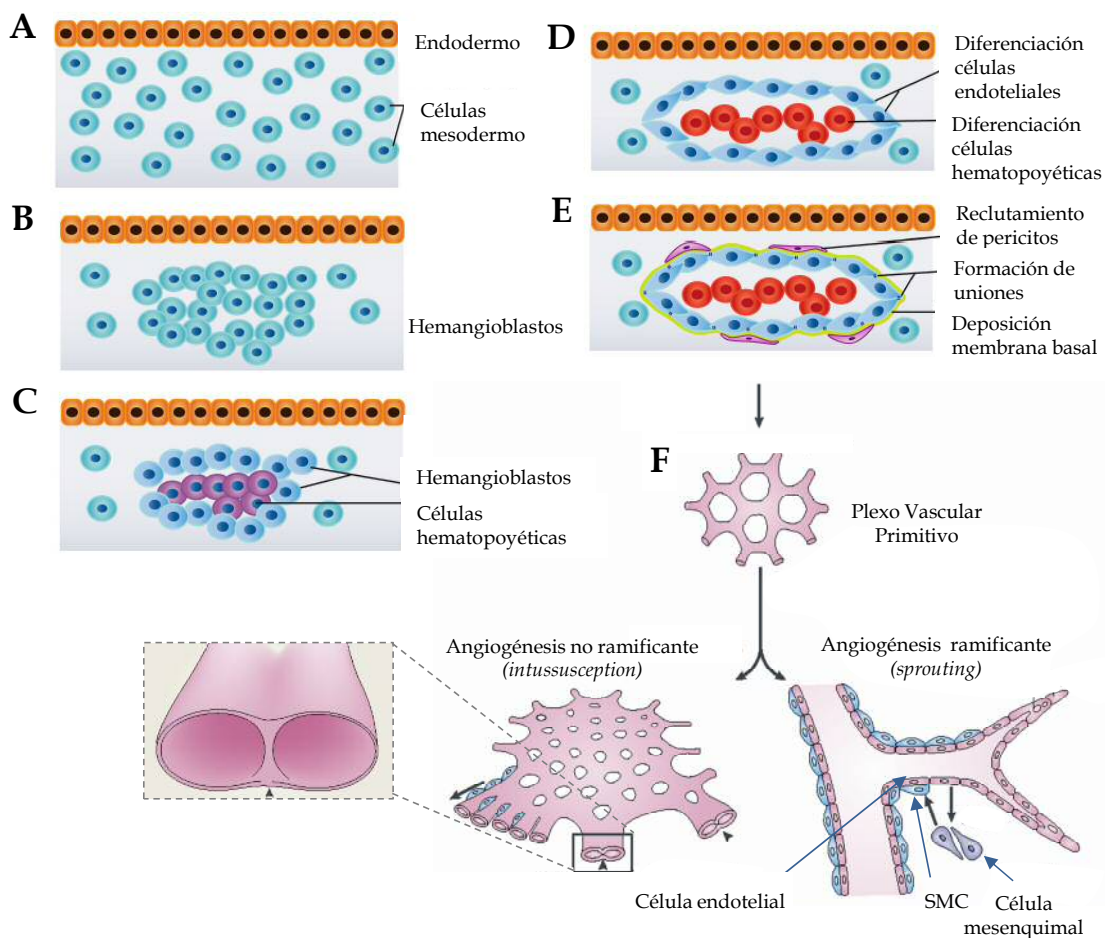 A
Endodermo
Células
mesodermo
B
Hemangioblastos
C
Hemangioblastos
Células
hematopoyéticas
D
Diferenciación
células
endoteliales
Diferenciación
células
hematopoyéticas
E
Reclutamiento
de pericitos
Formación de
uniones
Deposición
membrana basal
F
Plexo Vascular
Primitivo
Angiogénesis no ramificante
(intussusception)
Angiogénesis ramificante
(sprouting)
Célula endotelial
SMC
Célula
mesenquimal